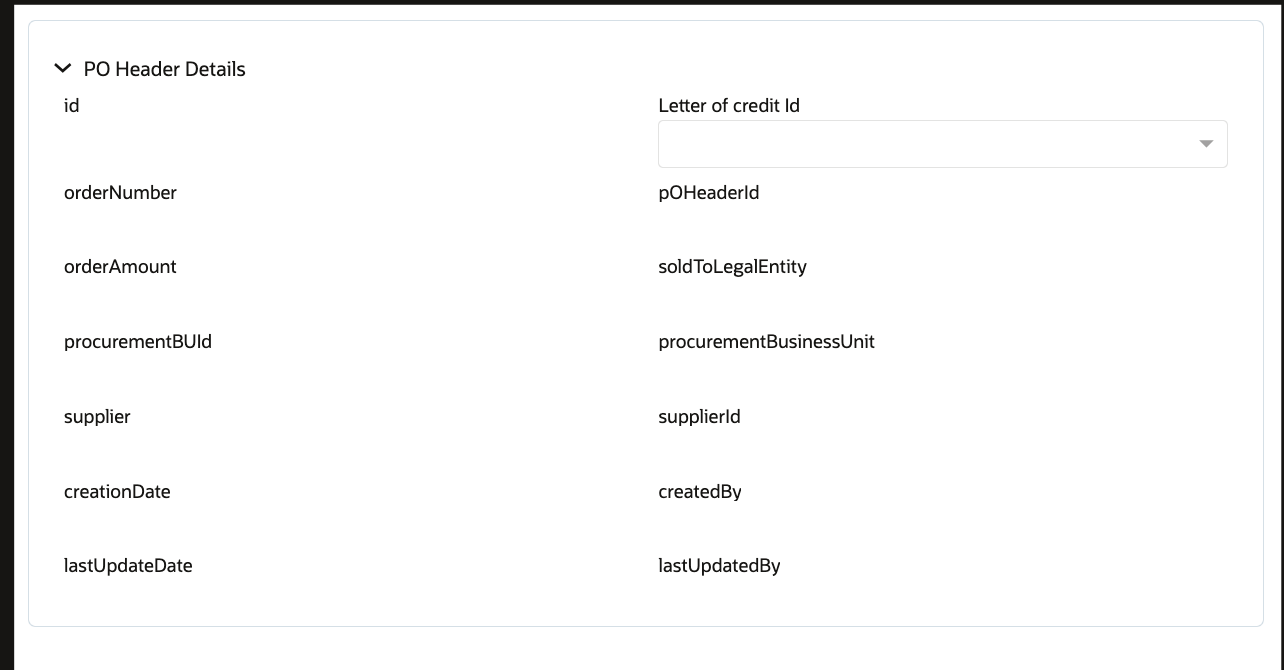 PO Header Details
id
Letter of credit Id
orderNumber
pOHeaderId
orderAmount
soldToLegalEntity
procurementBUId
procurementBusinessUnit
supplier
supplierId
creationDate
createdBy
lastUpdateDate
lastUpdatedBy